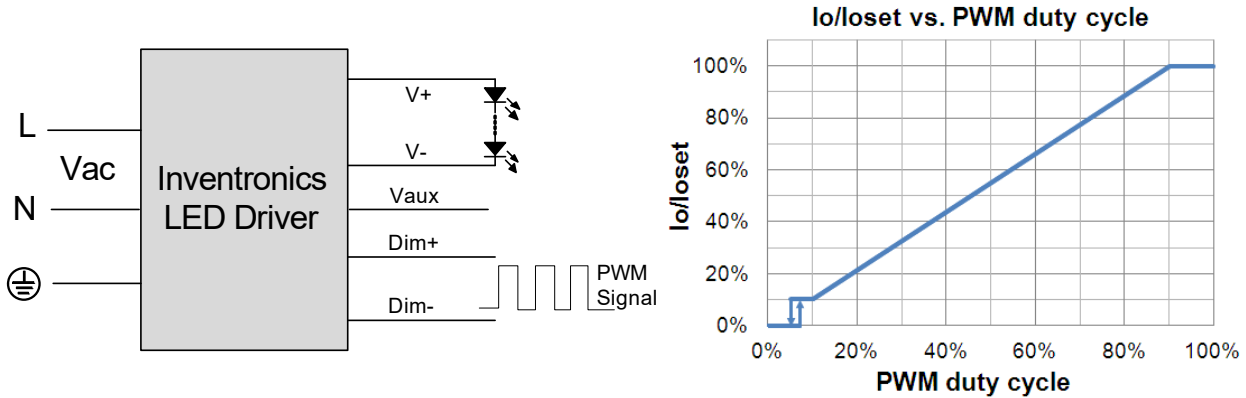 L
Vac
N
Inventronics
LED Driver
V+
V-
Vaux
Dim+
Dim-
PWM
Signal
Io/Ioset vs. PWM duty cycle
Io/Ioset
100%
80%
60%
40%
20%
0%
0% 20% 40% 60% 80% 100%
PWM duty cycle